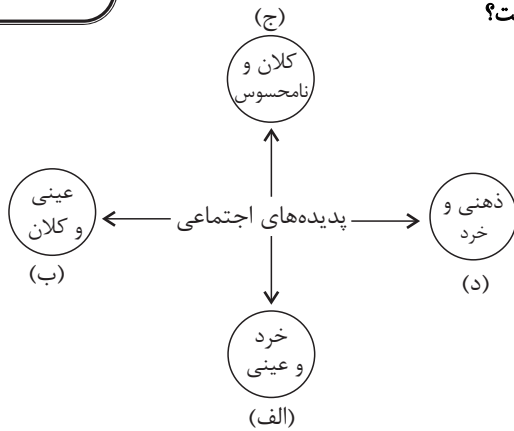 ت؟
(ج)
کلان و
نامحسوس
ذهنی و
خرد
(د)
پدیده‌های اجتماعی
عینی
و کلان
(ب)
خرد
و عینی
(الف)